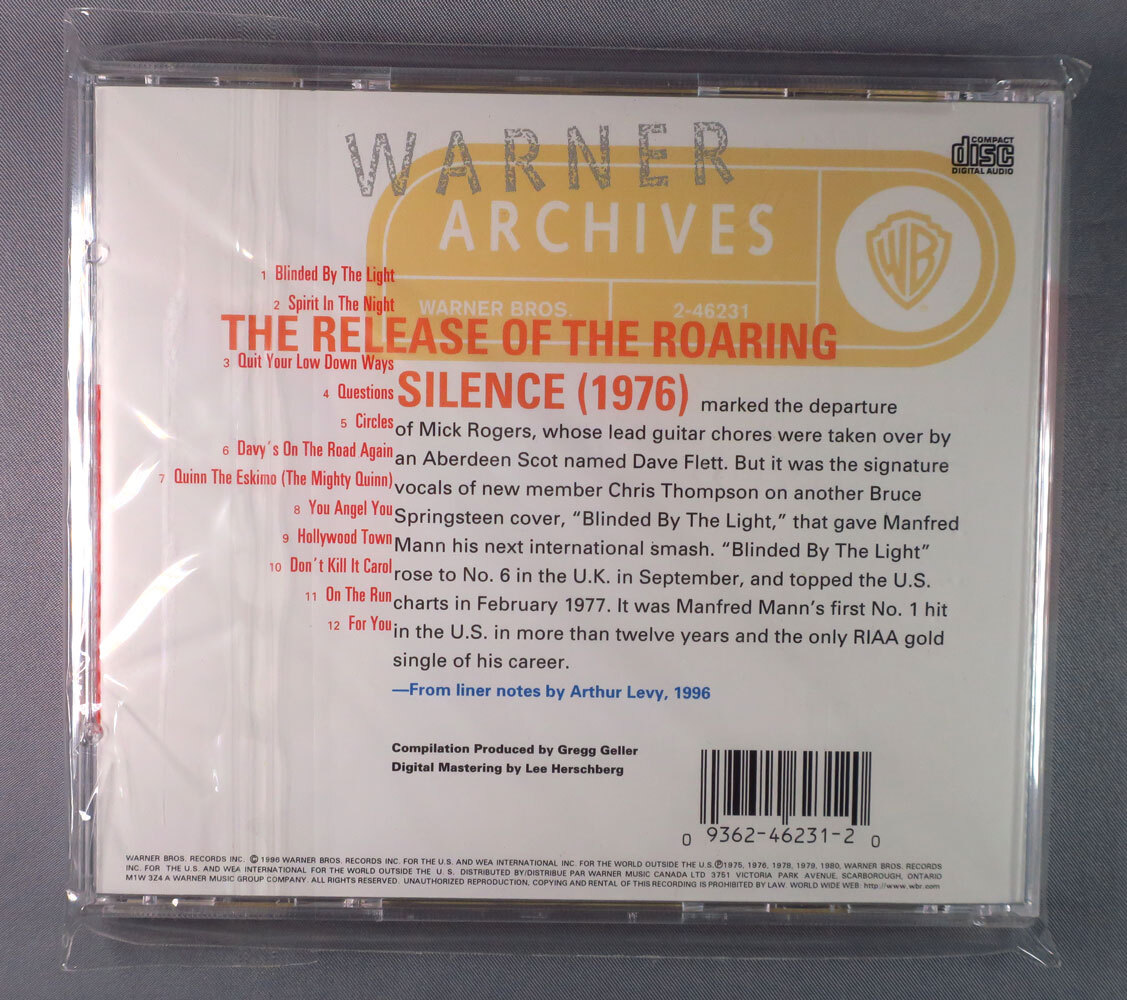 WARNER
ARCHIVES
COMPACT
disc
DIGITAL AUDIO
WB
WARNER BROS.
2-46231
1 Blinded By The Light
2 Spirit In The Night
3 Quit Your Low Down Ways
4 Questions
5 Circles
6 Davy's On The Road Again
7 Quinn The Eskimo (The Mighty Quinn)
8 You Angel You
9 Hollywood Town
10 Don't Kill It Carol
11 On The Run
12 For You
THE RELEASE OF THE ROARING
SILENCE (1976) marked the departure
of Mick Rogers, whose lead guitar chores were taken over by
an Aberdeen Scot named Dave Flett. But it was the signature
vocals of new member Chris Thompson on another Bruce
Springsteen cover, “Blinded By The Light,” that gave Manfred
Mann his next international smash. “Blinded By The Light”
rose to No. 6 in the U.K. in September, and topped the U.S.
charts in February 1977. It was Manfred Mann’s first No. 1 hit
in the U.S. in more than twelve years and the only RIAA gold
single of his career.
—From liner notes by Arthur Levy, 1996
Compilation Produced by Gregg Geller
Digital Mastering by Lee Herschberg
0 9362-46231-2 0
WARNER BROS. RECORDS INC. © 1996 WARNER BROS. RECORDS INC. FOR THE U.S. AND WEA INTERNATIONAL INC. FOR THE WORLD OUTSIDE THE U.S. ℗ 1975, 1976, 1978, 1979, 1980, WARNER BROS. RECORDS
INC. FOR THE U.S. AND WEA INTERNATIONAL FOR THE WORLD OUTSIDE THE U. S. DISTRIBUTED BY/DISTRIBUE PAR WARNER MUSIC CANADA LTD 3751 VICTORIA PARK AVENUE, SCARBOROUGH, ONTARIO
M1W 3Z4 A WARNER MUSIC GROUP COMPANY. ALL RIGHTS RESERVED. UNAUTHORIZED REPRODUCTION, COPYING AND RENTAL OF THIS RECORDING IS PROHIBITED BY LAW. WORLD WIDE WEB: http://www.wbr.com